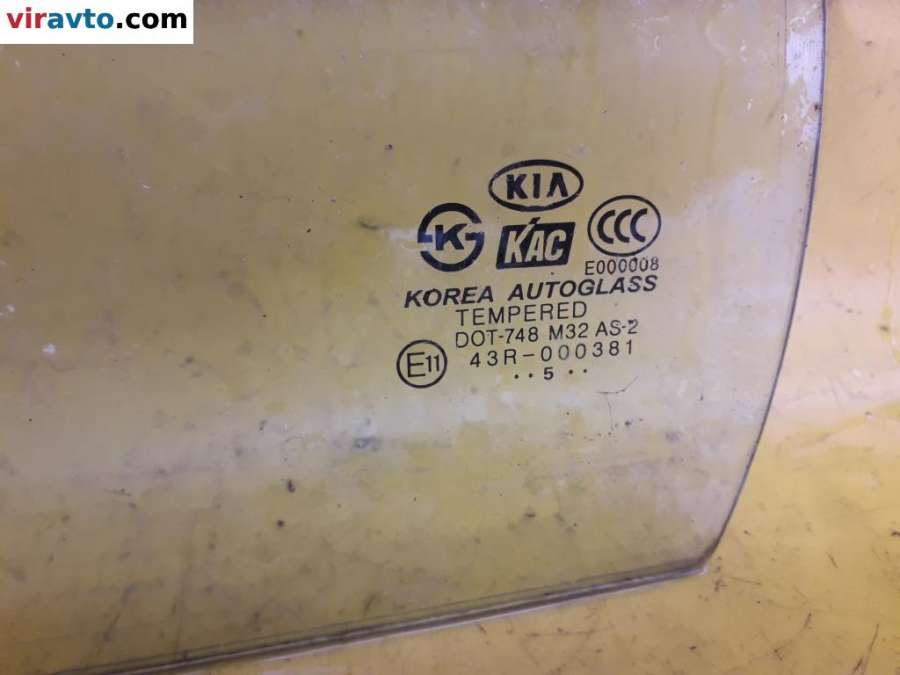 viravto.com
KIA
K KAC CCC
E000008
KOREA AUTOGLASS
TEMPERED
DOT-748 M32 AS-2
E11 43R-000381
··5··